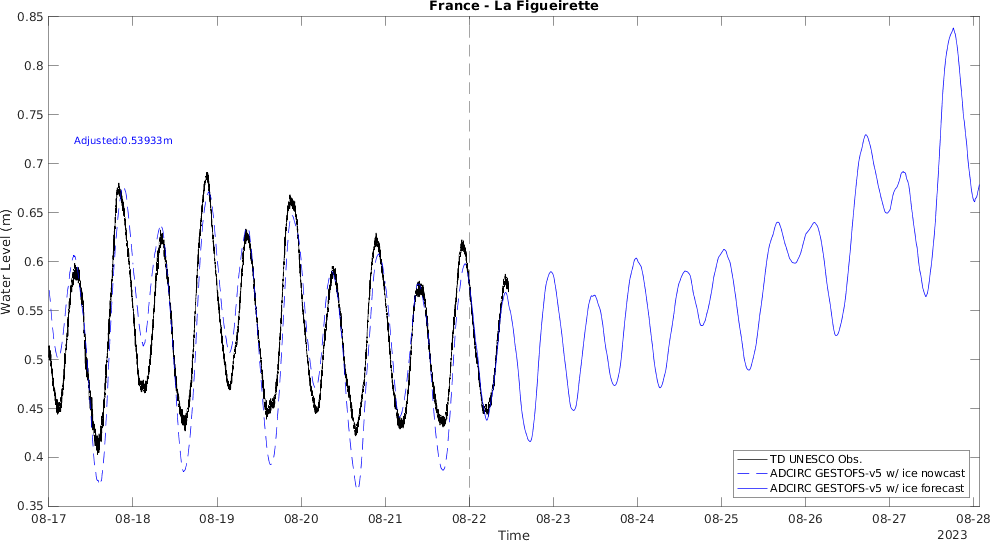 France - La Figueirette
0.85
0.8
0.75
0.7
0.65
0.6
0.55
0.5
0.45
0.4
0.35
Water Level (m)
Adjusted:0.53933m
TD UNESCO Obs.
ADCIRC GESTOFS-v5 w/ ice nowcast
ADCIRC GESTOFS-v5 w/ ice forecast
08-17 08-18 08-19 08-20 08-21 08-22 08-23 08-24 08-25 08-26 08-27 08-28
Time
2023